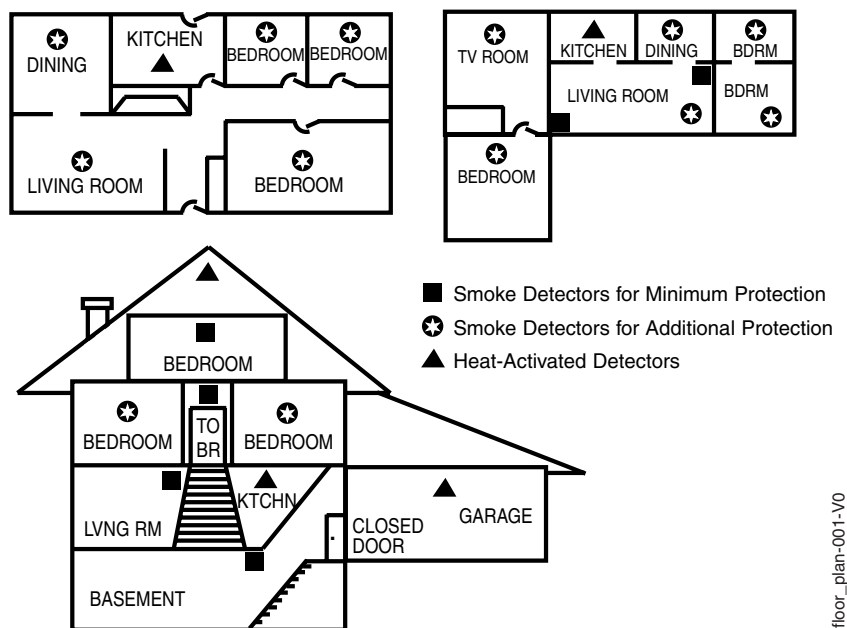 DINING
KITCHEN
BEDROOM
BEDROOM
LIVING ROOM
BEDROOM
TV ROOM
KITCHEN
DINING
BDRM
LIVING ROOM
BDRM
BEDROOM
Smoke Detectors for Minimum Protection
Smoke Detectors for Additional Protection
Heat-Activated Detectors
BEDROOM
BEDROOM
TO
BR
BEDROOM
LVNG RM
KTCHN
CLOSED
DOOR
GARAGE
BASEMENT
floor_plan-001-V0